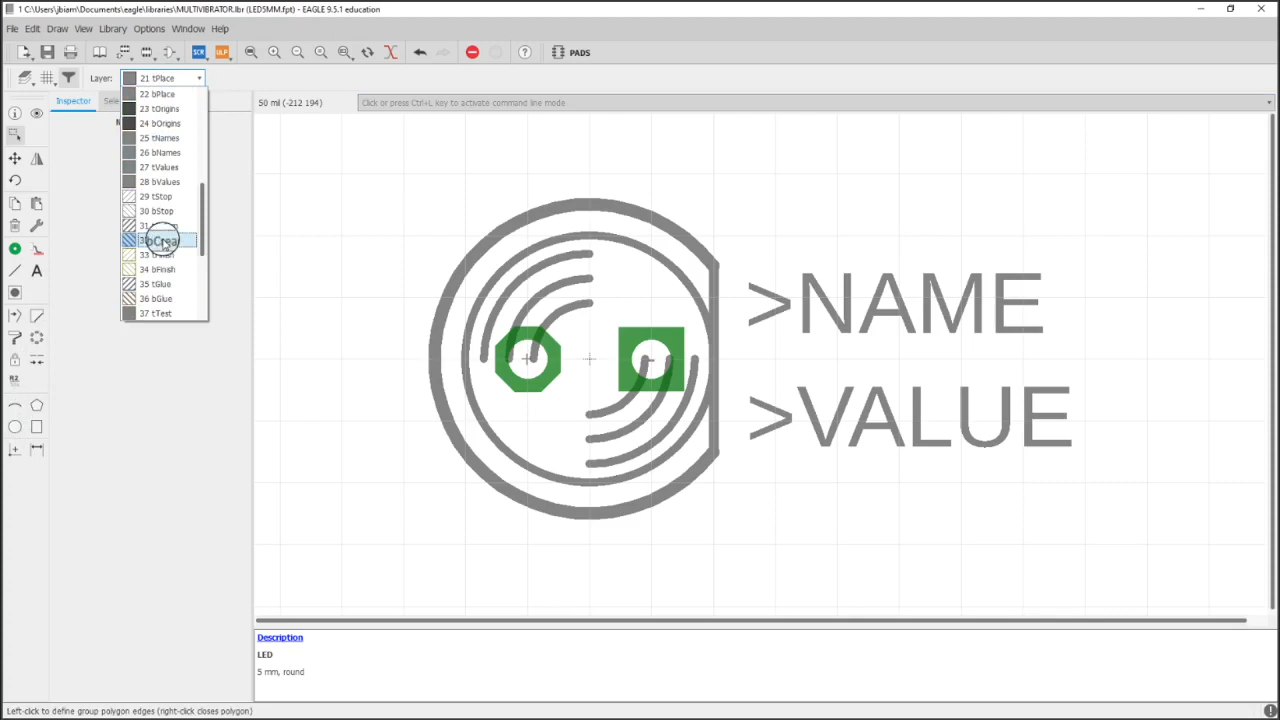 1 C:\Users\jbiam\Documents\eagle\libraries\MULTIVIBRATOR.lbr (LED5MM.fpt) - EAGLE 9.5.1 education
File Edit Draw View Library Options Window Help
SCR ULP PADS
Layer: 21 tPlace
Inspector Sele
50 mil (-212 194)
Click or press Ctrl+L key to activate command line mode
22 bPlace
23 tOrigins
24 bOrigins
25 tNames
26 bNames
27 tValues
28 bValues
29 tStop
30 bStop
34 bFinish
35 tGlue
36 bGlue
37 tTest
>NAME
>VALUE
Description
LED
5 mm, round
Left-click to define group polygon edges (right-click closes polygon)